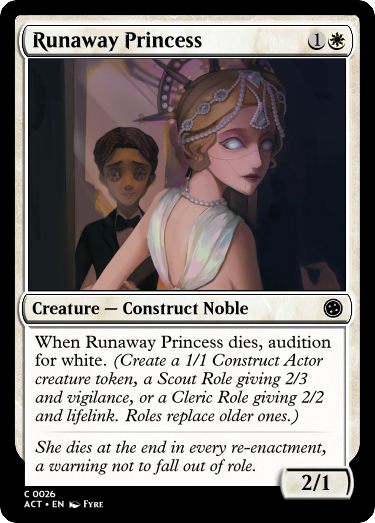 Runaway Princess 1
Creature — Construct Noble
When Runaway Princess dies, audition
for white. (Create a 1/1 Construct Actor
creature token, a Scout Role giving 2/3
and vigilance, or a Cleric Role giving 2/2
and lifelink. Roles replace older ones.)
She dies at the end in every re-enactment,
a warning not to fall out of role.
2/1
C 0026
ACT • EN Fyre